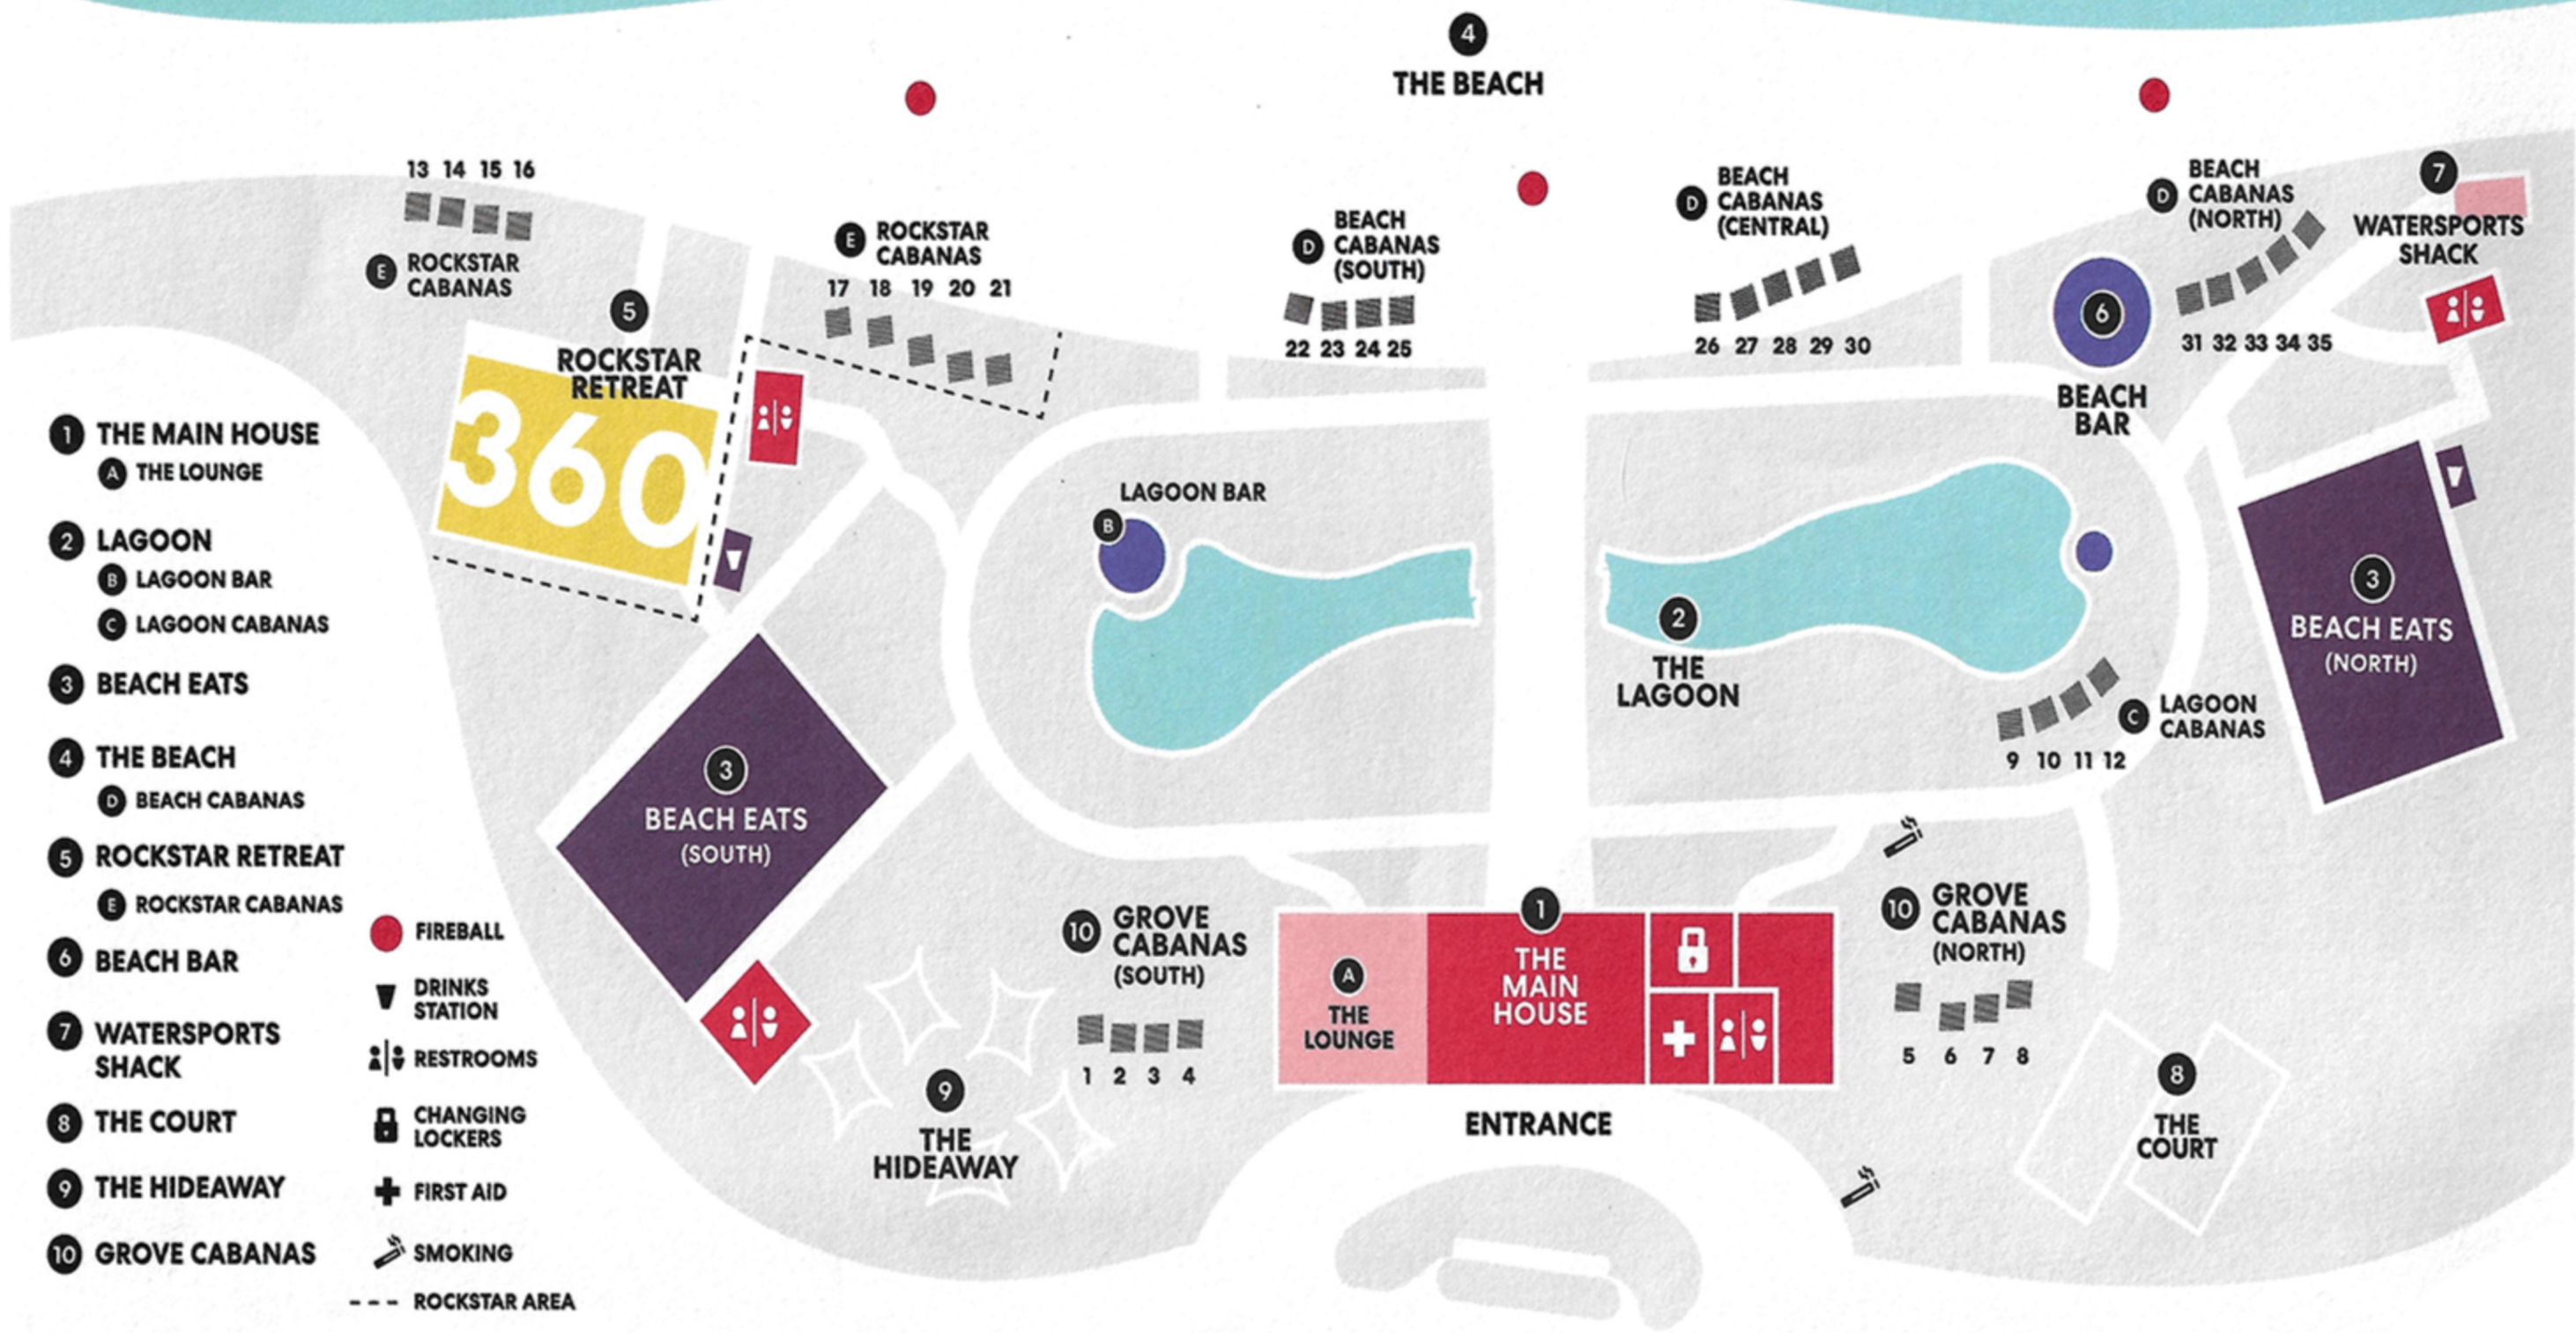 4
THE BEACH
13 14 15 16
E ROCKSTAR
CABANAS
5
ROCKSTAR
RETREAT
360
E ROCKSTAR
CABANAS
17 18 19 20 21
D BEACH
CABANAS
(SOUTH)
22 23 24 25
D BEACH
CABANAS
(CENTRAL)
26 27 28 29 30
D BEACH
CABANAS
(NORTH)
31 32 33 34 35
7
WATERSPORTS
SHACK
6
BEACH
BAR
LAGOON BAR
B
2
THE
LAGOON
C LAGOON
CABANAS
9 10 11 12
3
BEACH EATS
(NORTH)
3
BEACH EATS
(SOUTH)
10 GROVE
CABANAS
(SOUTH)
1 2 3 4
9
THE
HIDEAWAY
A
THE
LOUNGE
1
THE
MAIN
HOUSE
ENTRANCE
10 GROVE
CABANAS
(NORTH)
5 6 7 8
8
THE
COURT
1 THE MAIN HOUSE
A THE LOUNGE
2 LAGOON
B LAGOON BAR
C LAGOON CABANAS
3 BEACH EATS
4 THE BEACH
D BEACH CABANAS
5 ROCKSTAR RETREAT
E ROCKSTAR CABANAS
6 BEACH BAR
7 WATERSPORTS
SHACK
8 THE COURT
9 THE HIDEAWAY
10 GROVE CABANAS
FIREBALL
DRINKS
STATION
RESTROOMS
CHANGING
LOCKERS
FIRST AID
SMOKING
ROCKSTAR AREA